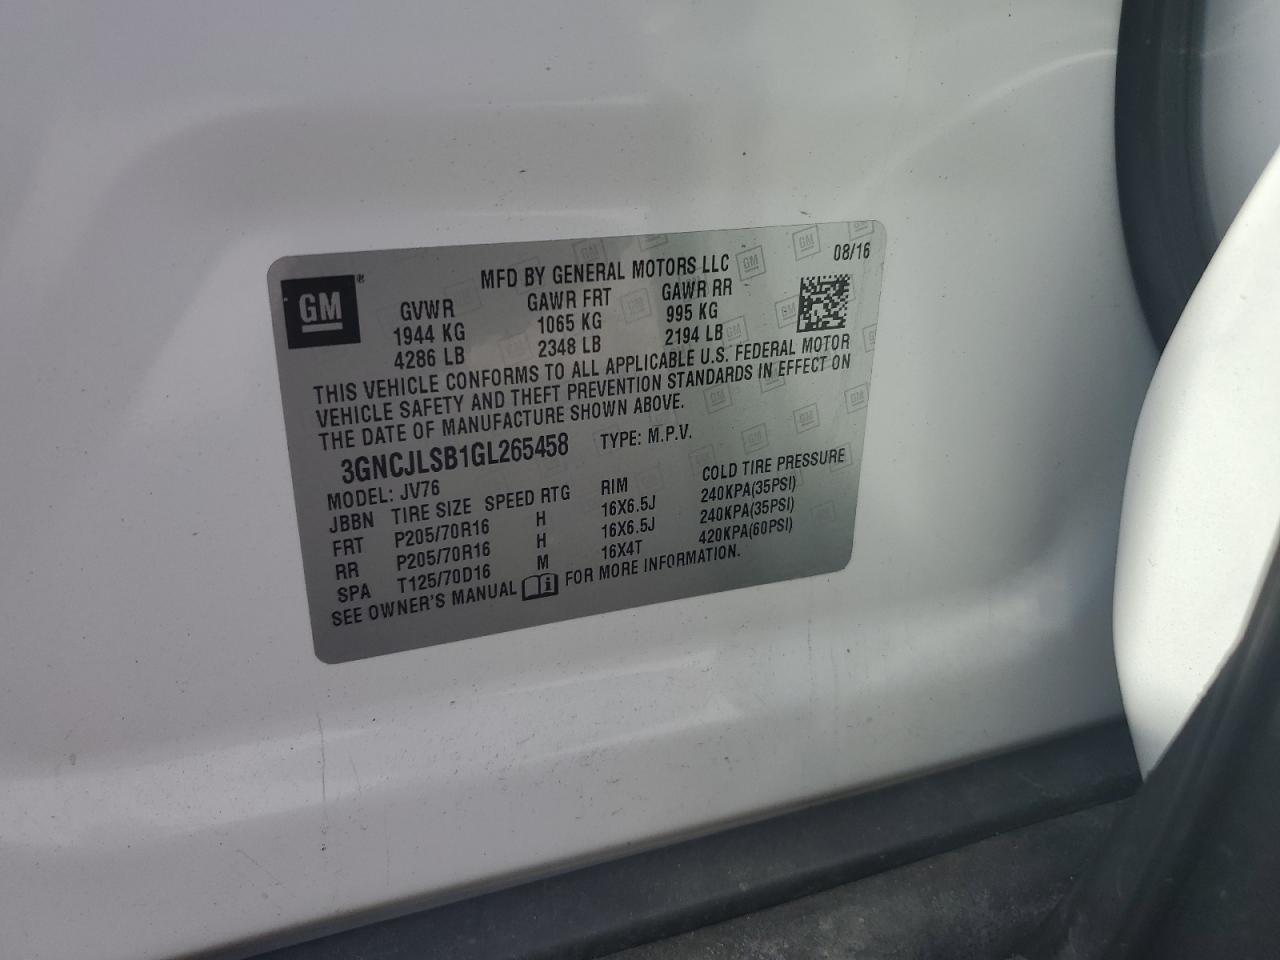 GM®
MFD BY GENERAL MOTORS LLC
08/16
GVWR GAWR FRT GAWR RR
1944 KG 1065 KG 995 KG
4286 LB 2348 LB 2194 LB
THIS VEHICLE CONFORMS TO ALL APPLICABLE U.S. FEDERAL MOTOR
VEHICLE SAFETY AND THEFT PREVENTION STANDARDS IN EFFECT ON
THE DATE OF MANUFACTURE SHOWN ABOVE.
3GNCJLSB1GL265458 TYPE: M.P.V.
MODEL: JV76
JBBN TIRE SIZE SPEED RTG RIM COLD TIRE PRESSURE
FRT P205/70R16 H 16X6.5J 240KPA(35PSI)
RR P205/70R16 H 16X6.5J 240KPA(35PSI)
SPA T125/70D16 M 16X4T 420KPA(60PSI)
SEE OWNER'S MANUAL FOR MORE INFORMATION.